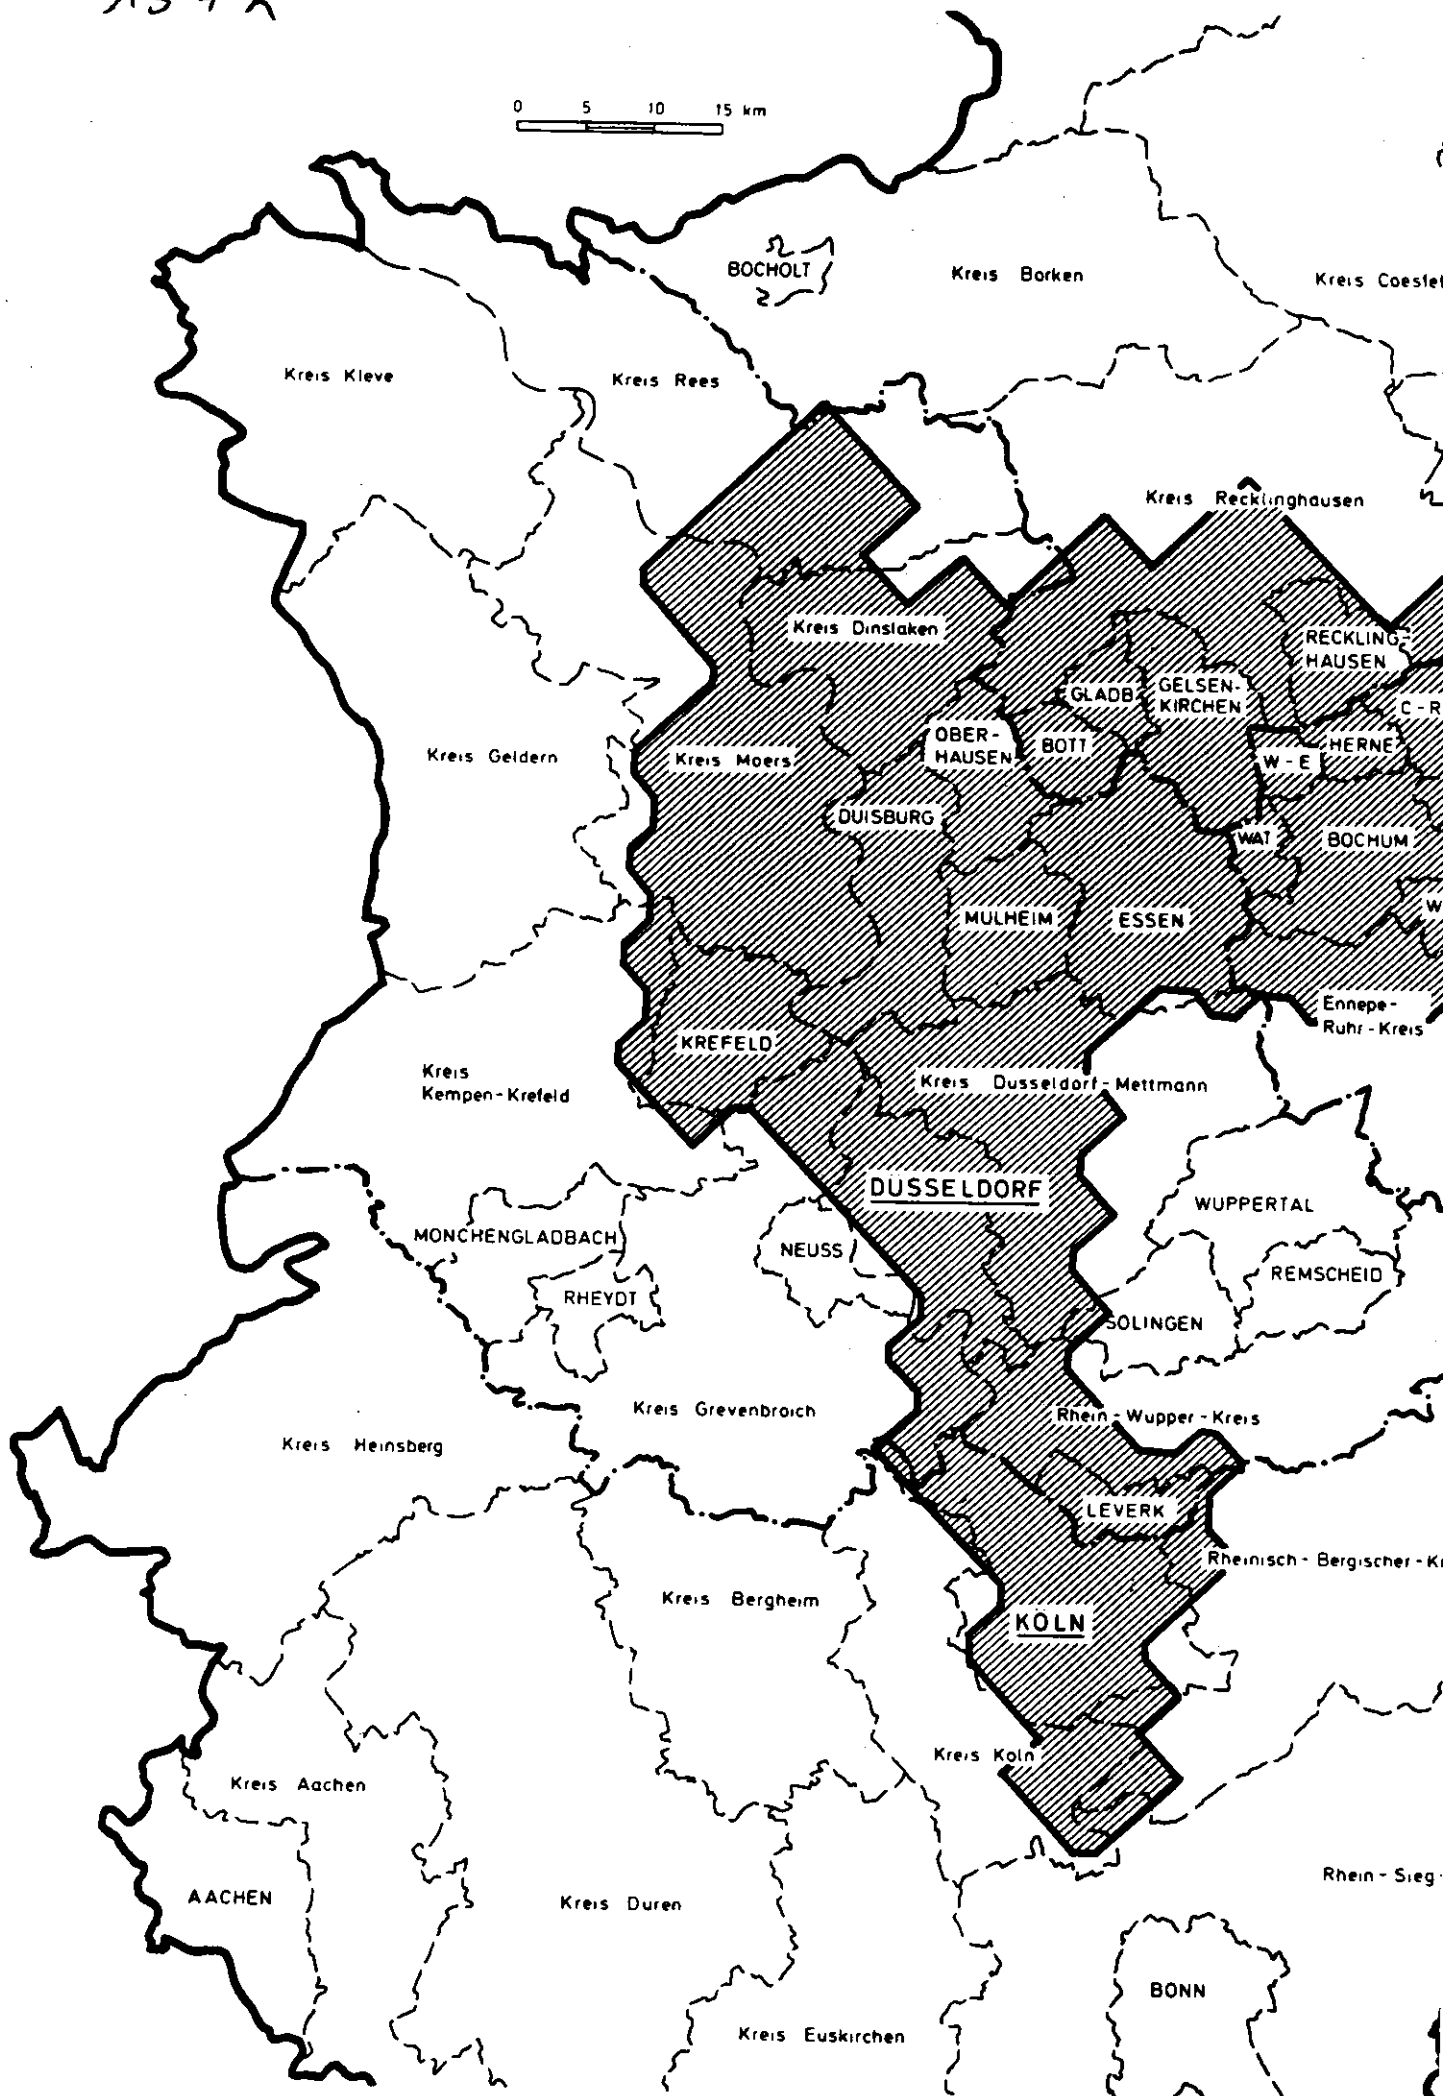 0 5 10 15 km
BOCHOLT
Kreis Borken
Kreis Coesfel
Kreis Kleve
Kreis Rees
Kreis Recklinghausen
Kreis Dinslaken
RECKLING-
HAUSEN
GLADB
GELSEN-
KIRCHEN
C-R
OBER-
HAUSEN
BOTT
HERNE
W-E
Kreis Geldern
Kreis Moers
DUISBURG
WAT
BOCHUM
W
MULHEIM
ESSEN
Ennepe-
Ruhr-Kreis
KREFELD
Kreis
Kempen-Krefeld
Kreis Dusseldorf-Mettmann
DUSSELDORF
WUPPERTAL
MONCHENGLADBACH
NEUSS
REMSCHEID
RHEYDT
SOLINGEN
Kreis Grevenbroich
Rhein-Wupper-Kreis
Kreis Heinsberg
LEVERK
Rheinisch-Bergischer-Kr
Kreis Bergheim
KÖLN
Kreis Koln
Kreis Aachen
Rhein-Sieg-
AACHEN
Kreis Duren
BONN
Kreis Euskirchen